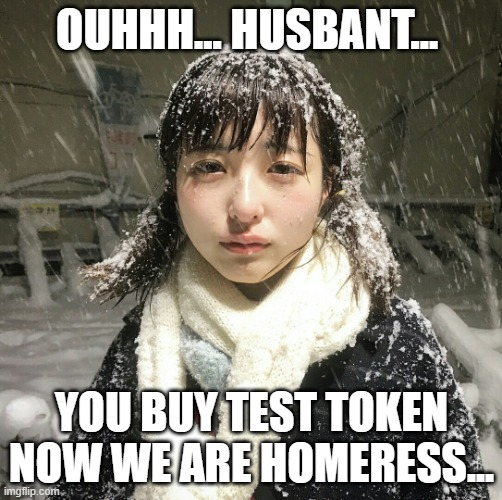 OUHHH... HUSBANT...
YOU BUY TEST TOKEN
NOW WE ARE HOMERESS...
imgflip.com